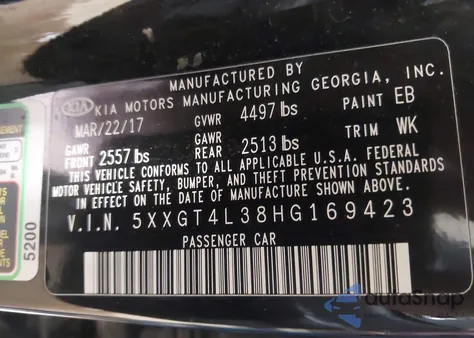 MANUFACTURED BY
KIA KIA MOTORS MANUFACTURING GEORGIA, INC.
MAR/22/17 GVWR 4497 lbs PAINT EB
GAWR FRONT 2557 lbs GAWR REAR 2513 lbs TRIM WK
THIS VEHICLE CONFORMS TO ALL APPLICABLE U.S.A. FEDERAL
MOTOR VEHICLE SAFETY, BUMPER, AND THEFT PREVENTION STANDARDS
IN EFFECT ON THE DATE OF MANUFACTURE SHOWN ABOVE.
V.I.N. 5XXGT4L38HG169423
PASSENGER CAR
5200
autoSnap